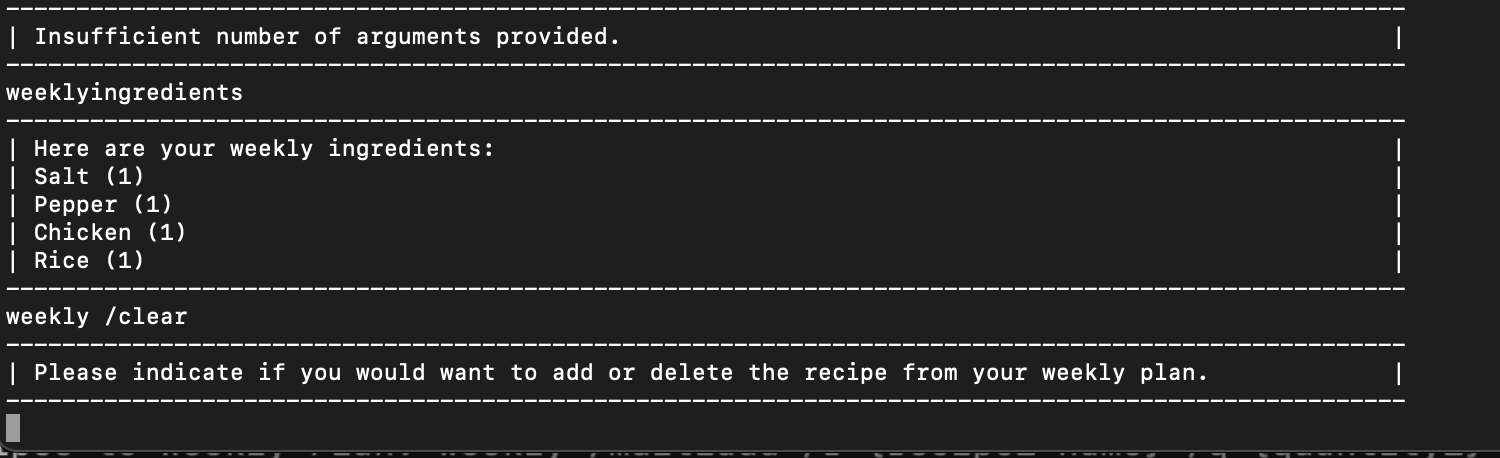 | Insufficient number of arguments provided. |
weeklyingredients
| Here are your weekly ingredients: |
| Salt (1) |
| Pepper (1) |
| Chicken (1) |
| Rice (1) |
weekly /clear
| Please indicate if you would want to add or delete the recipe from your weekly plan. |